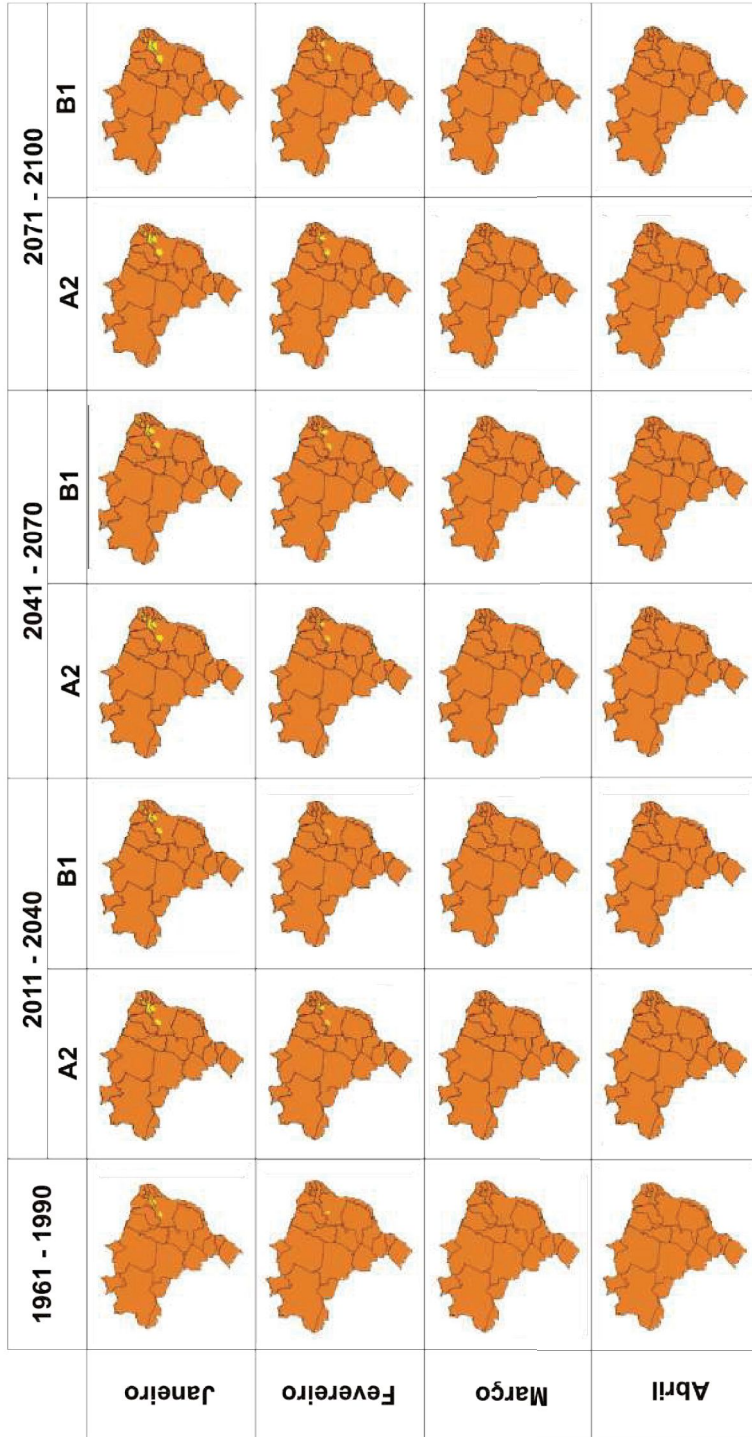 1961 - 1990
2011 - 2040
2041 - 2070
2071 - 2100
A2
B1
A2
B1
A2
B1
Janeiro
Fevereiro
Março
Abril